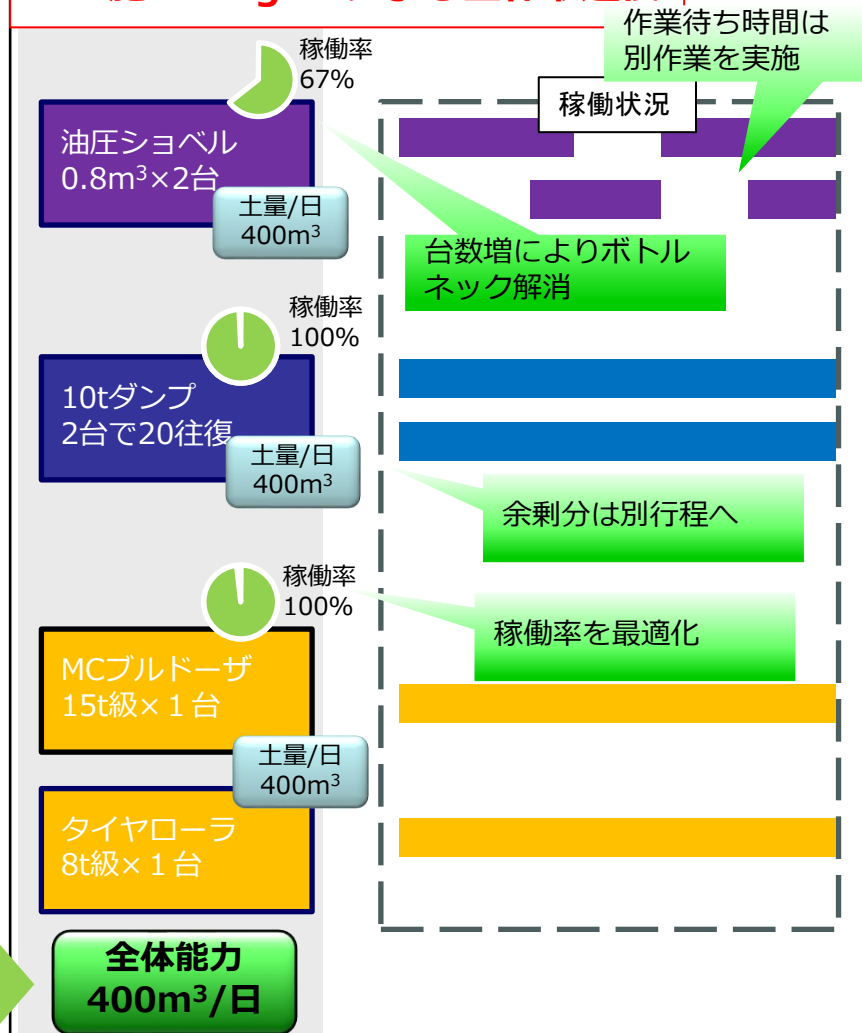 作業待ち時間は
別作業を実施
稼働率
67%
稼働状況
油圧ショベル
0.8m³×2台
土量/日
400m³
台数増によりボトル
ネック解消
稼働率
100%
10tダンプ
2台で20往復
土量/日
400m³
余剰分は別行程へ
稼働率
100%
稼働率を最適化
MCブルドーザ
15t級×１台
土量/日
400m³
タイヤローラ
8t級×１台
全体能力
400m³/日